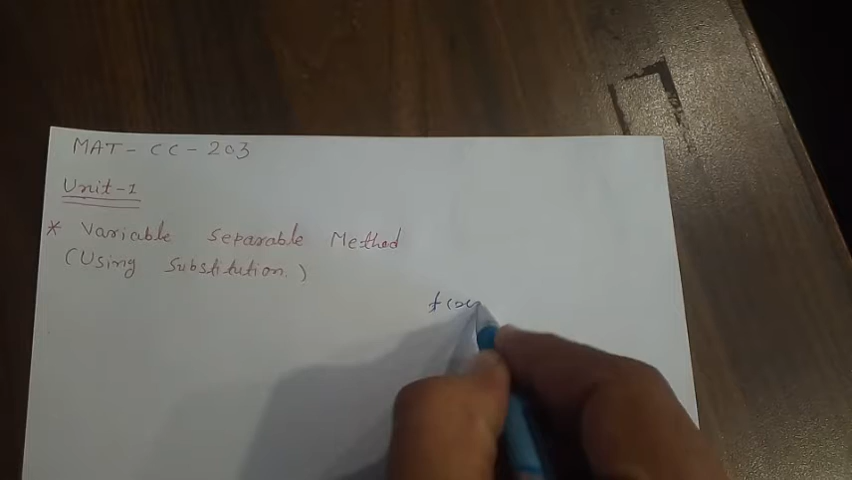 MAT - CC - 203
Unit-1
* Variable Separable Method
(Using Substitution.)
f(x